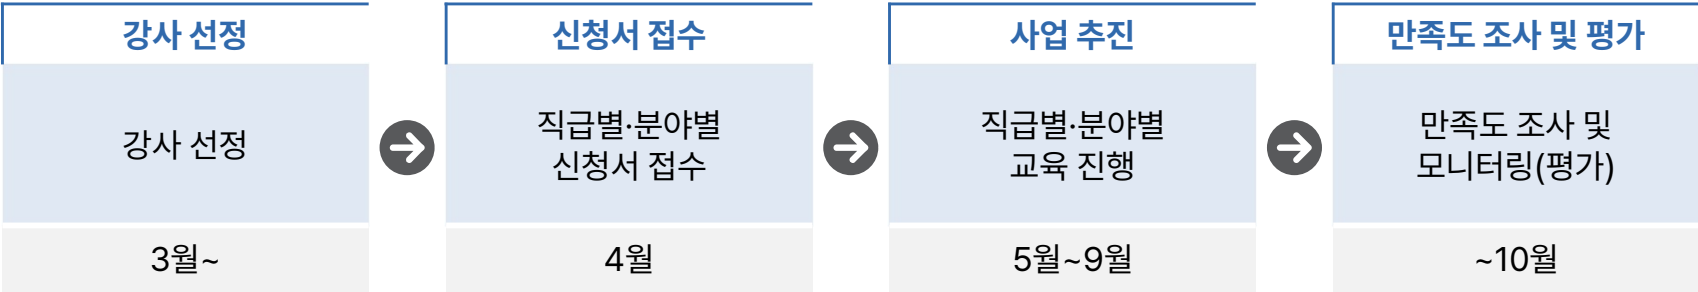 강사 선정
신청서 접수
사업 추진
만족도 조사 및 평가
강사 선정
직급별·분야별
신청서 접수
직급별·분야별
교육 진행
만족도 조사 및
모니터링(평가)
3월~
4월
5월~9월
~10월